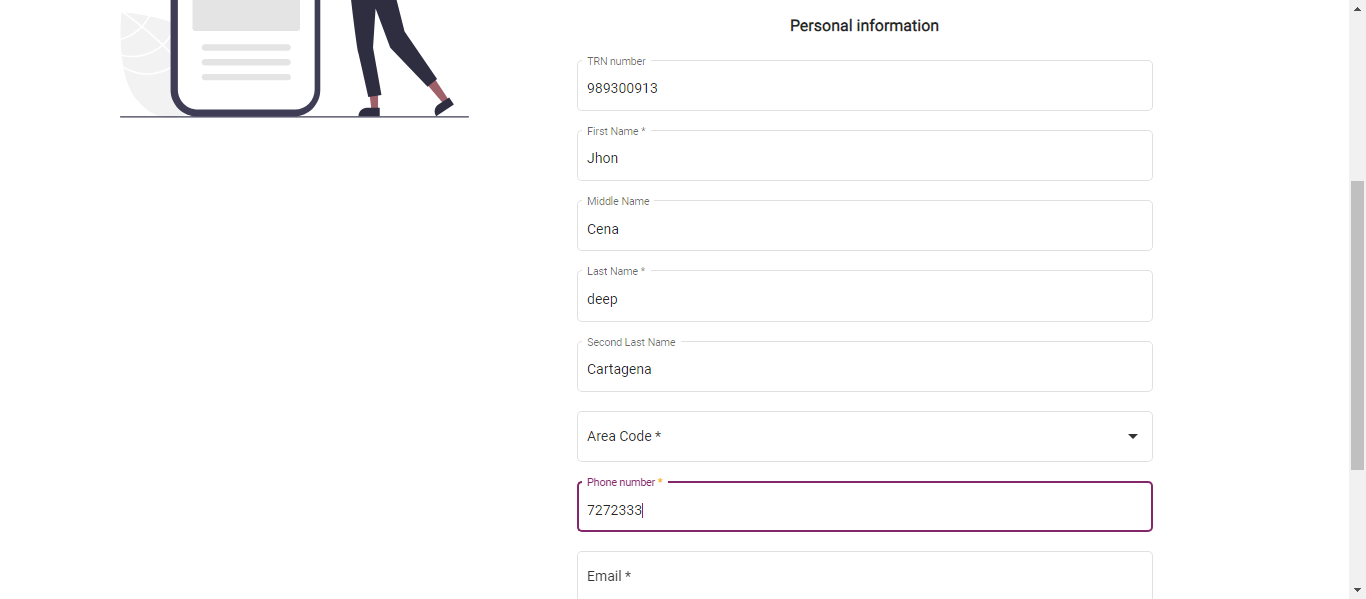 Personal information
TRN number
989300913
First Name *
Jhon
Middle Name
Cena
Last Name *
deep
Second Last Name
Cartagena
Area Code *
Phone number *
7272333
Email *